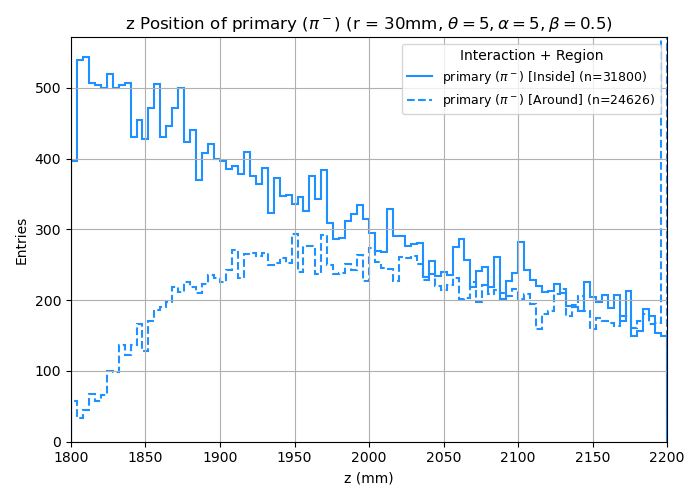 z Position of primary (π⁻) (r = 30mm, θ = 5, α = 5, β = 0.5)
Interaction + Region
primary (π⁻) [Inside] (n=31800)
primary (π⁻) [Around] (n=24626)
Entries
500
400
300
200
100
0
1800 1850 1900 1950 2000 2050 2100 2150 2200
z (mm)